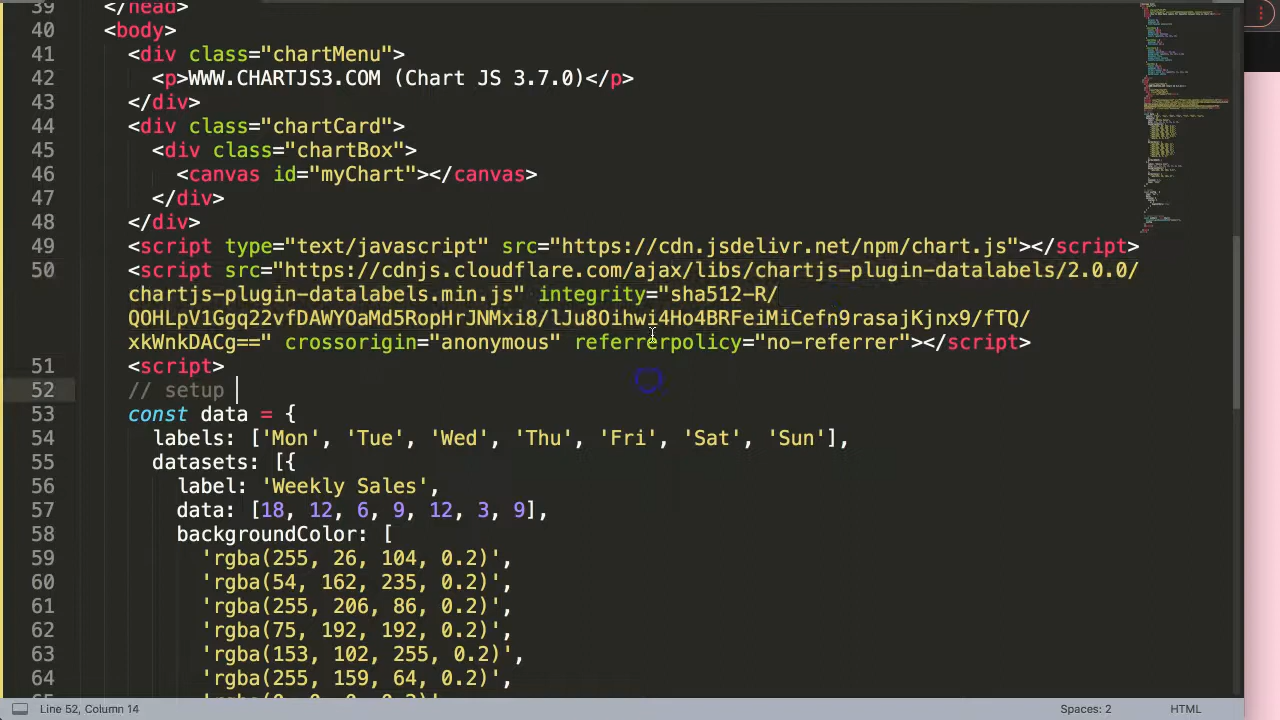 39 </head>
40 <body>
41 <div class="chartMenu">
42 <p>WWW.CHARTJS3.COM (Chart JS 3.7.0)</p>
43 </div>
44 <div class="chartCard">
45 <div class="chartBox">
46 <canvas id="myChart"></canvas>
47 </div>
48 </div>
49 <script type="text/javascript" src="https://cdn.jsdelivr.net/npm/chart.js"></script>
50 <script src="https://cdnjs.cloudflare.com/ajax/libs/chartjs-plugin-datalabels/2.0.0/
chartjs-plugin-datalabels.min.js" integrity="sha512-R/
QOHLpV1Ggq22vfDAWYOaMd5RopHrJNMxi8/lJu8Oihwi4Ho4BRFeiMiCefn9rasajKjnx9/fTQ/
xkWnkDACg==" crossorigin="anonymous" referrerpolicy="no-referrer"></script>
51 <script>
52 // setup
53 const data = {
54 labels: ['Mon', 'Tue', 'Wed', 'Thu', 'Fri', 'Sat', 'Sun'],
55 datasets: [{
56 label: 'Weekly Sales',
57 data: [18, 12, 6, 9, 12, 3, 9],
58 backgroundColor: [
59 'rgba(255, 26, 104, 0.2)',
60 'rgba(54, 162, 235, 0.2)',
61 'rgba(255, 206, 86, 0.2)',
62 'rgba(75, 192, 192, 0.2)',
63 'rgba(153, 102, 255, 0.2)',
64 'rgba(255, 159, 64, 0.2)',
Line 52, Column 14
Spaces: 2
HTML